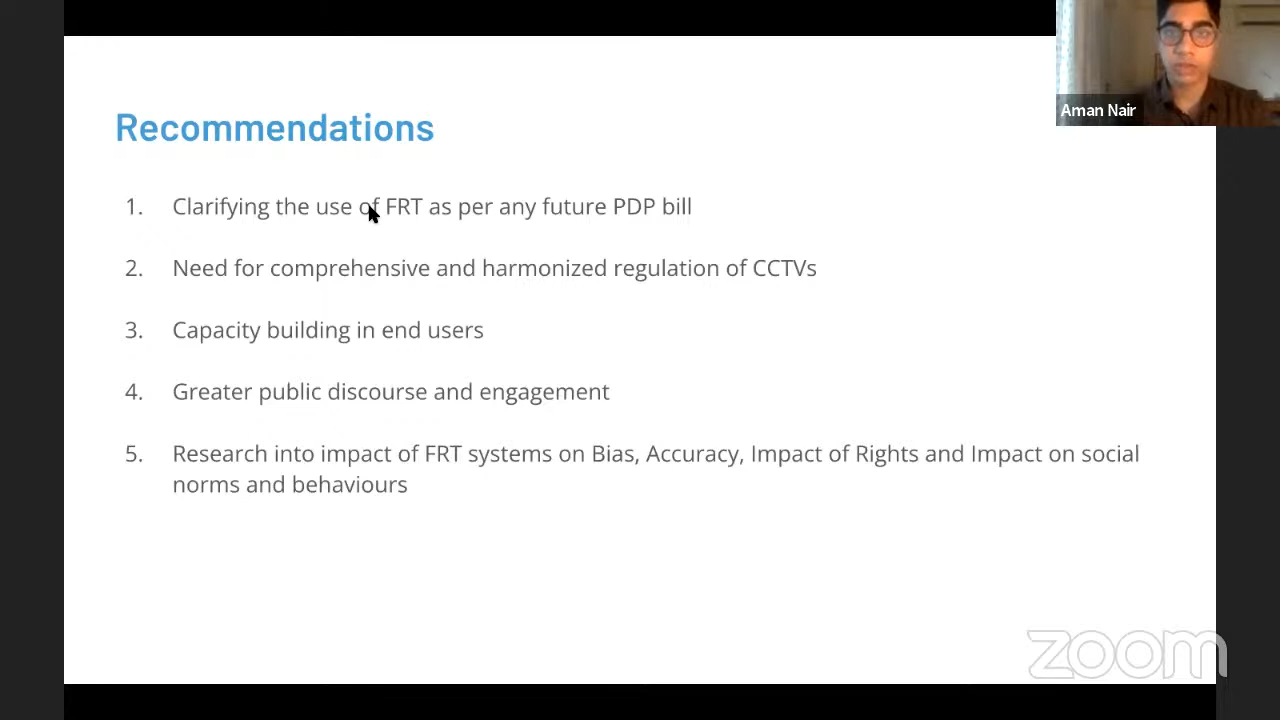 Aman Nair
Recommendations
1. Clarifying the use of FRT as per any future PDP bill
2. Need for comprehensive and harmonized regulation of CCTVs
3. Capacity building in end users
4. Greater public discourse and engagement
5. Research into impact of FRT systems on Bias, Accuracy, Impact of Rights and Impact on social
norms and behaviours
zoom